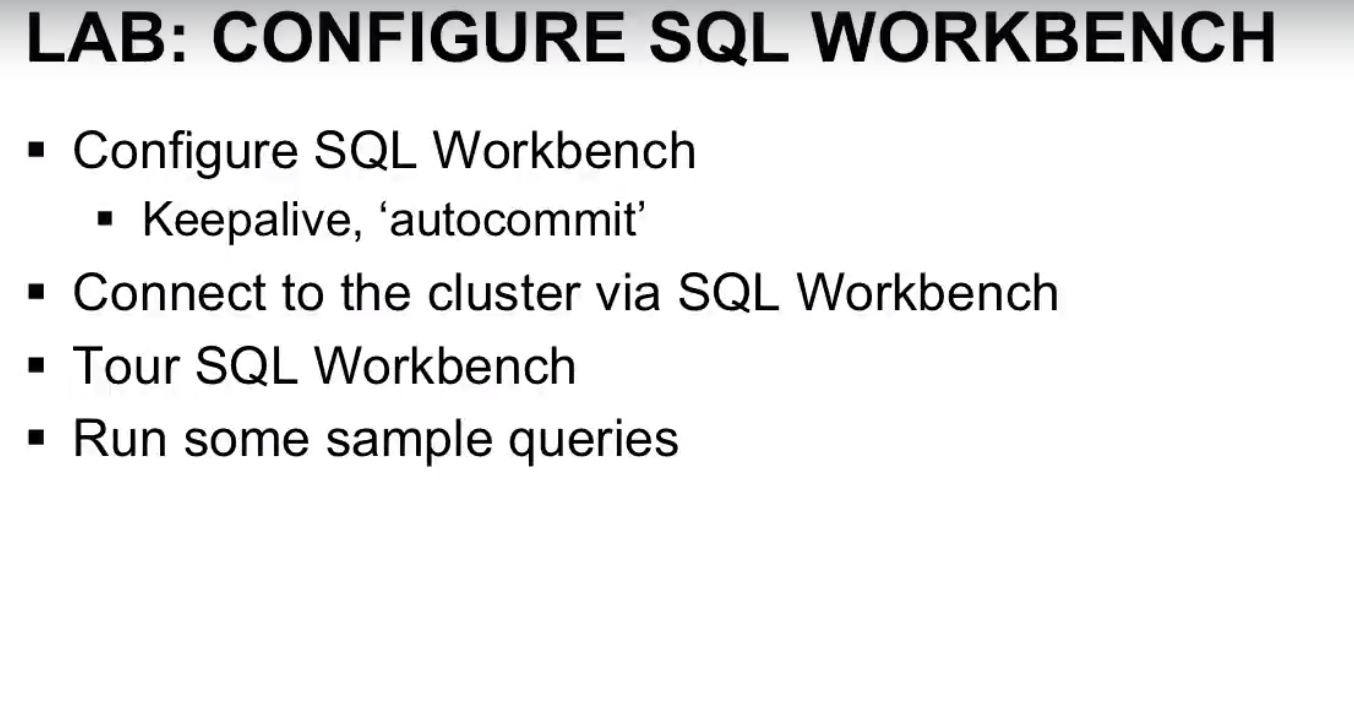 LAB: CONFIGURE SQL WORKBENCH
▪ Configure SQL Workbench
▪ Keepalive, ‘autocommit’
▪ Connect to the cluster via SQL Workbench
▪ Tour SQL Workbench
▪ Run some sample queries